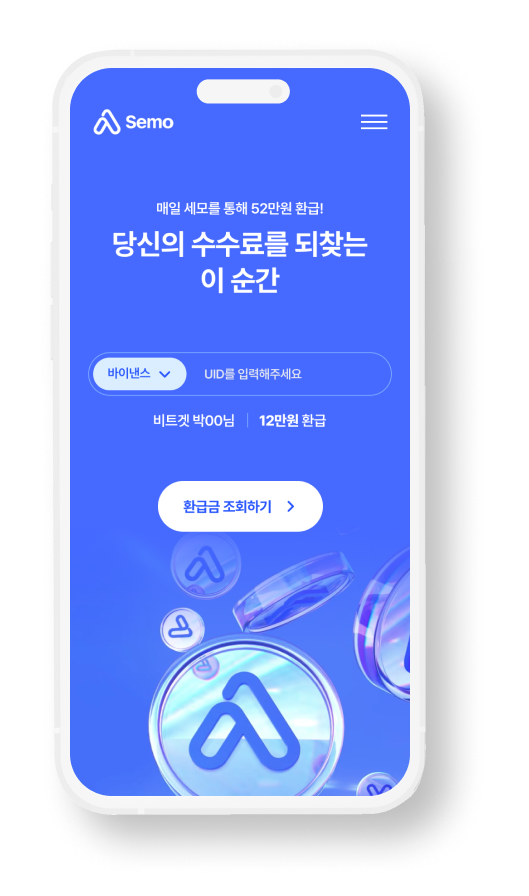 Semo
매일 세모를 통해 52만원 환급!
당신의 수수료를 되찾는
이 순간
바이낸스 UID를 입력해주세요
비트겟 박00님 12만원 환급
환급금 조회하기